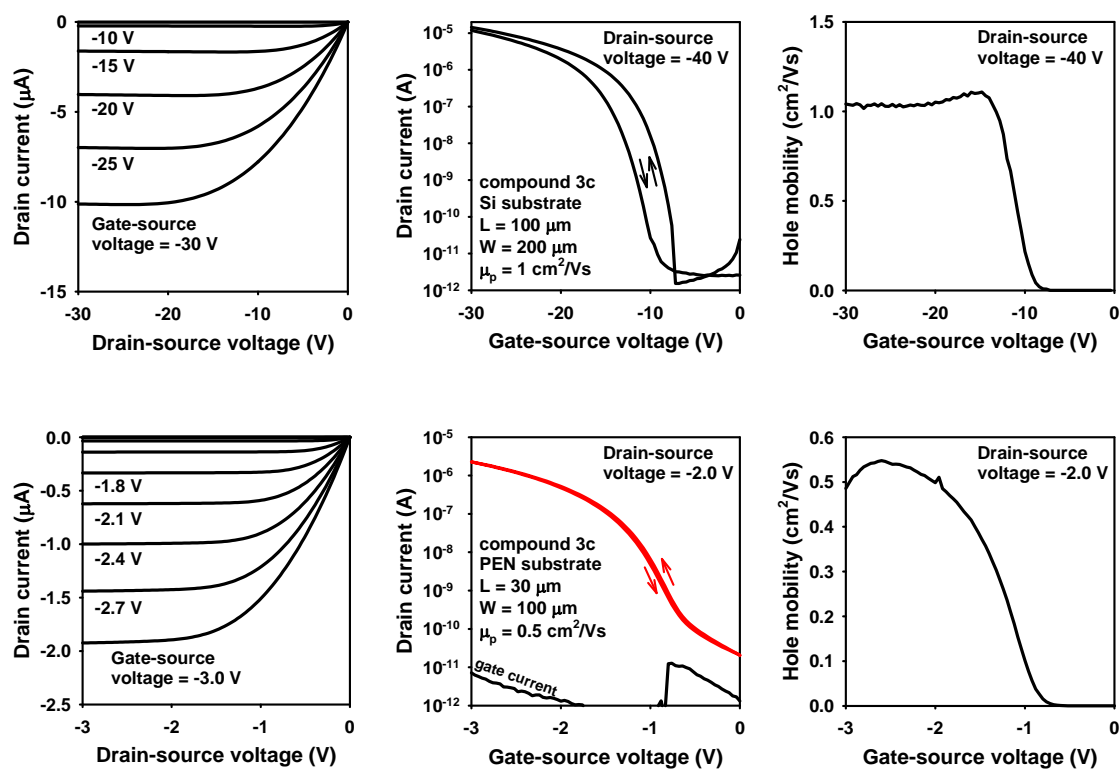 0
-5
-10
-15
-10 V
-15 V
-20 V
-25 V
Gate-source
voltage = -30 V
-30
-20
-10
0
Drain-source voltage (V)
Drain current (μA)
10⁻⁵
10⁻⁶
10⁻⁷
10⁻⁸
10⁻⁹
10⁻¹⁰
10⁻¹¹
10⁻¹²
Drain-source
voltage = -40 V
compound 3c
Si substrate
L = 100 μm
W = 200 μm
μp = 1 cm²/Vs
-30
-20
-10
0
Gate-source voltage (V)
Drain current (A)
1.5
1.0
0.5
0.0
Drain-source
voltage = -40 V
-30
-20
-10
0
Gate-source voltage (V)
Hole mobility (cm²/Vs)
0.0
-0.5
-1.0
-1.5
-2.0
-2.5
-1.8 V
-2.1 V
-2.4 V
-2.7 V
Gate-source
voltage = -3.0 V
-3
-2
-1
0
Drain-source voltage (V)
Drain current (μA)
10⁻⁵
10⁻⁶
10⁻⁷
10⁻⁸
10⁻⁹
10⁻¹⁰
10⁻¹¹
10⁻¹²
Drain-source
voltage = -2.0 V
compound 3c
PEN substrate
L = 30 μm
W = 100 μm
μp = 0.5 cm²/Vs
gate current
-3
-2
-1
0
Gate-source voltage (V)
Drain current (A)
0.6
0.5
0.4
0.3
0.2
0.1
0.0
Drain-source
voltage = -2.0 V
-3
-2
-1
0
Gate-source voltage (V)
Hole mobility (cm²/Vs)